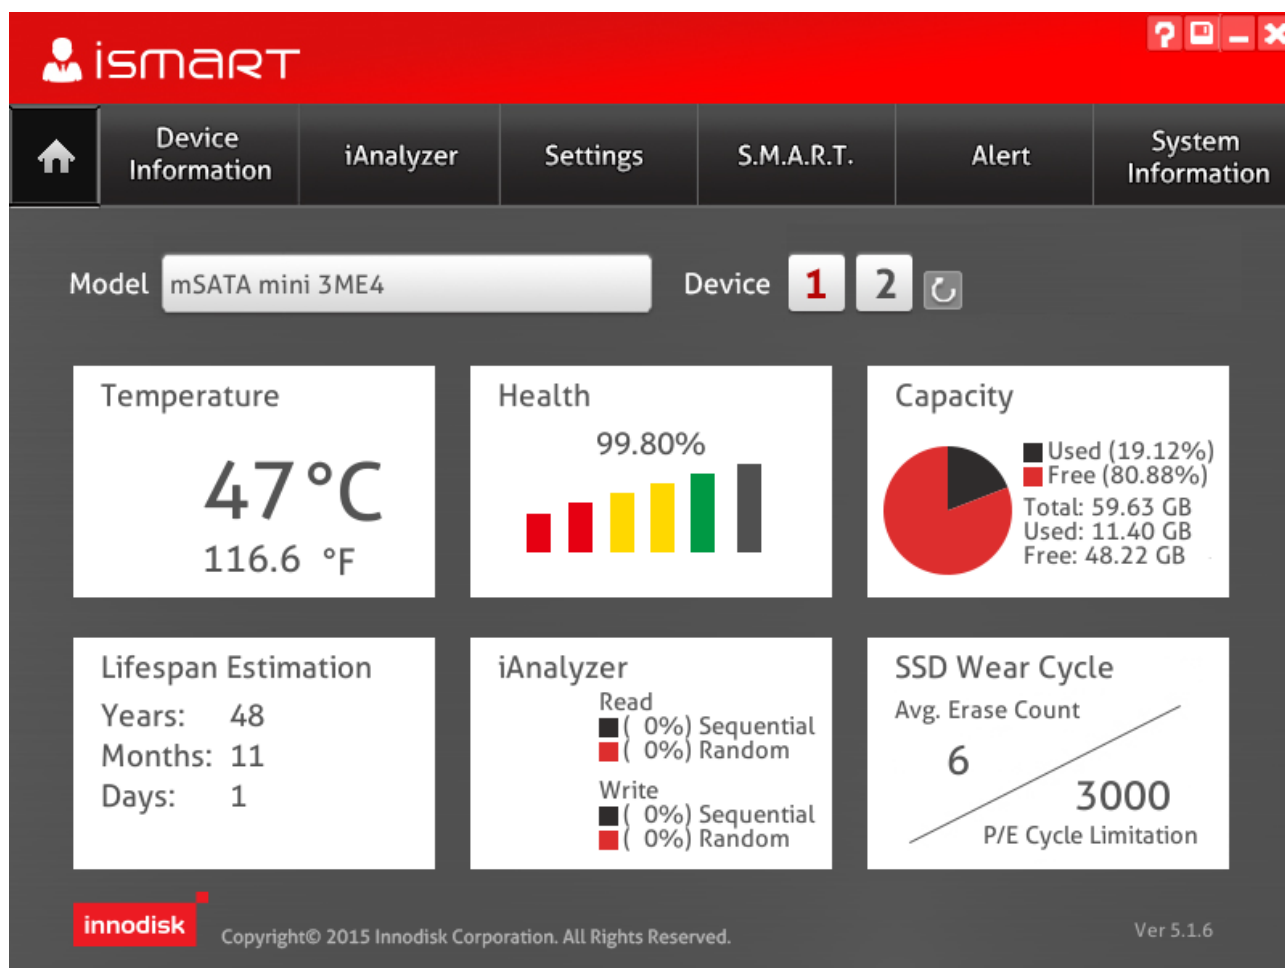 ismart
Device
Information
iAnalyzer
Settings
S.M.A.R.T.
Alert
System
Information
Model mSATA mini 3ME4 Device 1 2
Temperature
47°C
116.6 °F
Health
99.80%
Capacity
Used (19.12%)
Free (80.88%)
Total: 59.63 GB
Used: 11.40 GB
Free: 48.22 GB
Lifespan Estimation
Years: 48
Months: 11
Days: 1
iAnalyzer
Read
( 0%) Sequential
( 0%) Random
Write
( 0%) Sequential
( 0%) Random
SSD Wear Cycle
Avg. Erase Count
6
3000
P/E Cycle Limitation
innodisk
Copyright© 2015 Innodisk Corporation. All Rights Reserved.
Ver 5.1.6